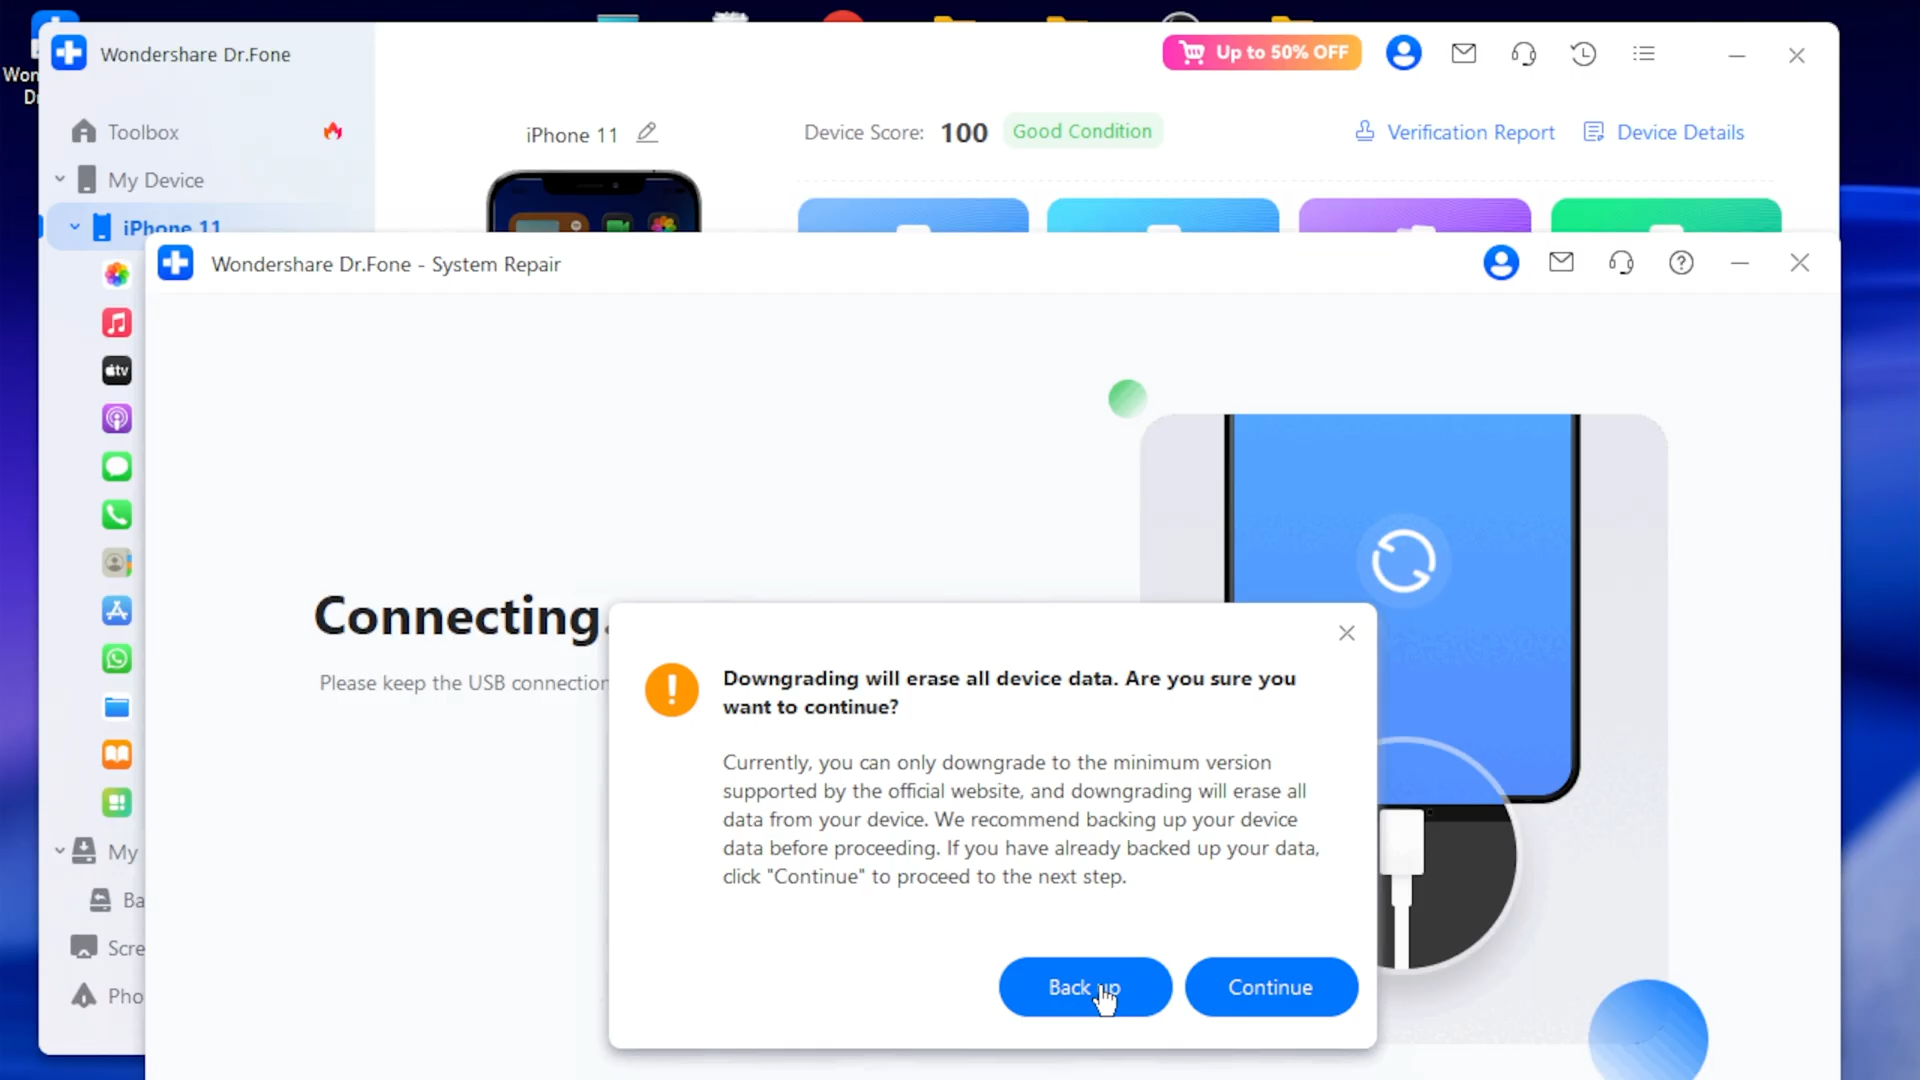 Won
Dr
Wondershare Dr.Fone
Up to 50% OFF
Toolbox
My Device
iPhone 11
iPhone 11
Device Score: 100 Good Condition
Verification Report
Device Details
Wondershare Dr.Fone - System Repair
tv
Connecting.
Please keep the USB connection
Downgrading will erase all device data. Are you sure you
want to continue?
Currently, you can only downgrade to the minimum version
supported by the official website, and downgrading will erase all
data from your device. We recommend backing up your device
data before proceeding. If you have already backed up your data,
click "Continue" to proceed to the next step.
Back up
Continue
My
Ba
Scre
Pho